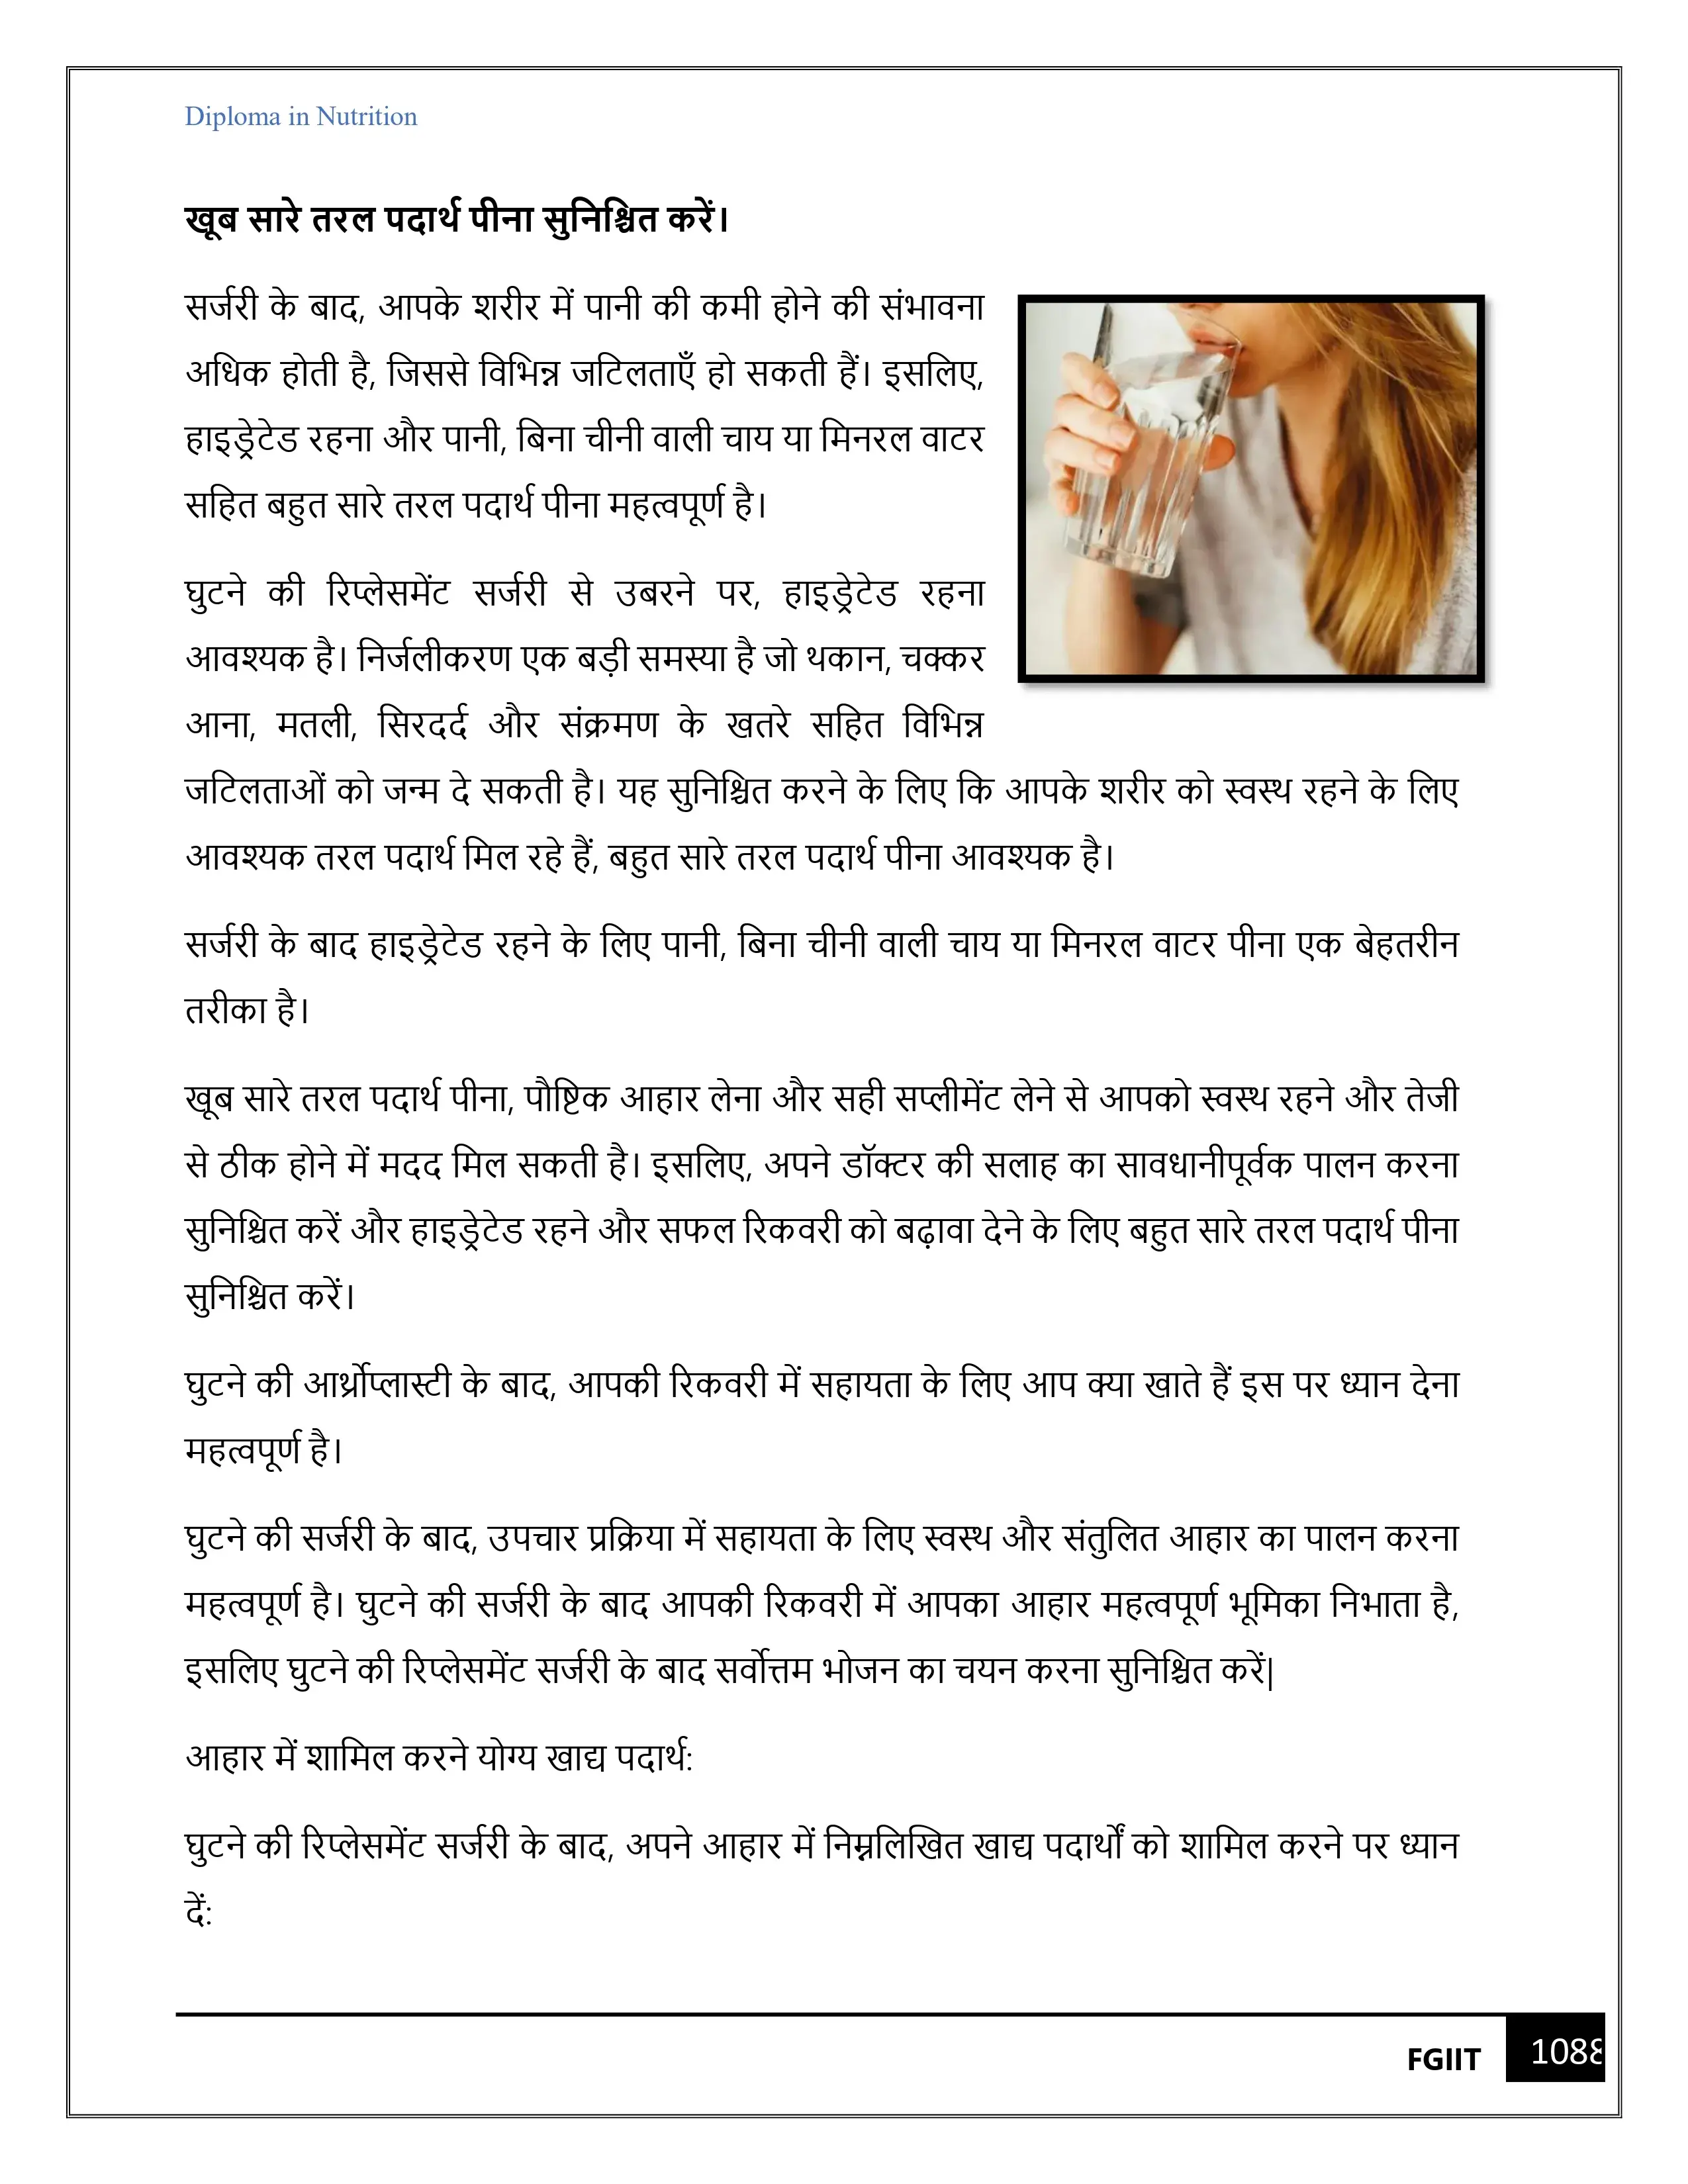 Diploma in Nutrition
खूब सारे तरल पदार्थ पीना सुनिश्चित करें।
सर्जरी के बाद, आपके शरीर में पानी की कमी होने की संभावना
अधिक होती है, जिससे विभिन्न जटिलताएँ हो सकती हैं। इसलिए,
हाइड्रेटेड रहना और पानी, बिना चीनी वाली चाय या मिनरल वाटर
सहित बहुत सारे तरल पदार्थ पीना महत्वपूर्ण है।
घुटने की रिप्लेसमेंट सर्जरी से उबरने पर, हाइड्रेटेड रहना
आवश्यक है। निर्जलीकरण एक बड़ी समस्या है जो थकान, चक्कर
आना, मतली, सिरदर्द और संक्रमण के खतरे सहित विभिन्न
जटिलताओं को जन्म दे सकती है। यह सुनिश्चित करने के लिए कि आपके शरीर को स्वस्थ रहने के लिए
आवश्यक तरल पदार्थ मिल रहे हैं, बहुत सारे तरल पदार्थ पीना आवश्यक है।
सर्जरी के बाद हाइड्रेटेड रहने के लिए पानी, बिना चीनी वाली चाय या मिनरल वाटर पीना एक बेहतरीन
तरीका है।
खूब सारे तरल पदार्थ पीना, पौष्टिक आहार लेना और सही सप्लीमेंट लेने से आपको स्वस्थ रहने और तेजी
से ठीक होने में मदद मिल सकती है। इसलिए, अपने डॉक्टर की सलाह का सावधानीपूर्वक पालन करना
सुनिश्चित करें और हाइड्रेटेड रहने और सफल रिकवरी को बढ़ावा देने के लिए बहुत सारे तरल पदार्थ पीना
सुनिश्चित करें।
घुटने की आर्थ्रोप्लास्टी के बाद, आपकी रिकवरी में सहायता के लिए आप क्या खाते हैं इस पर ध्यान देना
महत्वपूर्ण है।
घुटने की सर्जरी के बाद, उपचार प्रक्रिया में सहायता के लिए स्वस्थ और संतुलित आहार का पालन करना
महत्वपूर्ण है। घुटने की सर्जरी के बाद आपकी रिकवरी में आपका आहार महत्वपूर्ण भूमिका निभाता है,
इसलिए घुटने की रिप्लेसमेंट सर्जरी के बाद सर्वोत्तम भोजन का चयन करना सुनिश्चित करें|
आहार में शामिल करने योग्य खाद्य पदार्थ:
घुटने की रिप्लेसमेंट सर्जरी के बाद, अपने आहार में निम्नलिखित खाद्य पदार्थों को शामिल करने पर ध्यान
दें:
FGIIT 1088